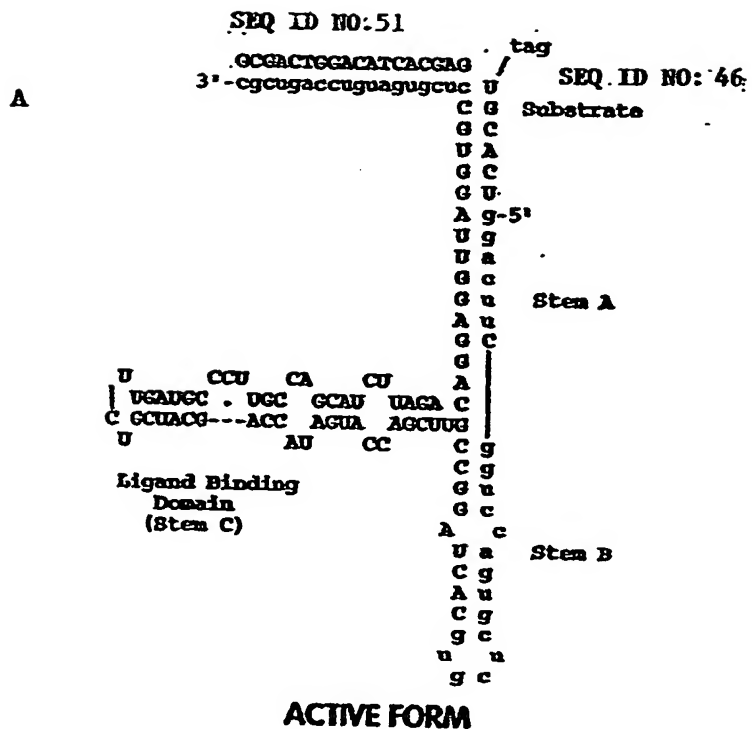 SEQ ID NO:51
GCGACTGGACATCACGAG
tag
3'-cgcugaccuguagugcuc U
SEQ ID NO: 46
A
C G
Substrate
G C
U A
G C
G U
A g-5'
U g
U a
G c
G u
Stem A
A u
G C
G
U CCU CA CU
A
UGAUGC . UGC GCAU UAGA C
C GCUACG---ACC AGUA AGCUUG
U AU CC
C g
C g
Ligand Binding
G u
Domain
G c
(Stem C)
A c
U a
Stem B
C g
A u
C g
g c
u u
g c
ACTIVE FORM